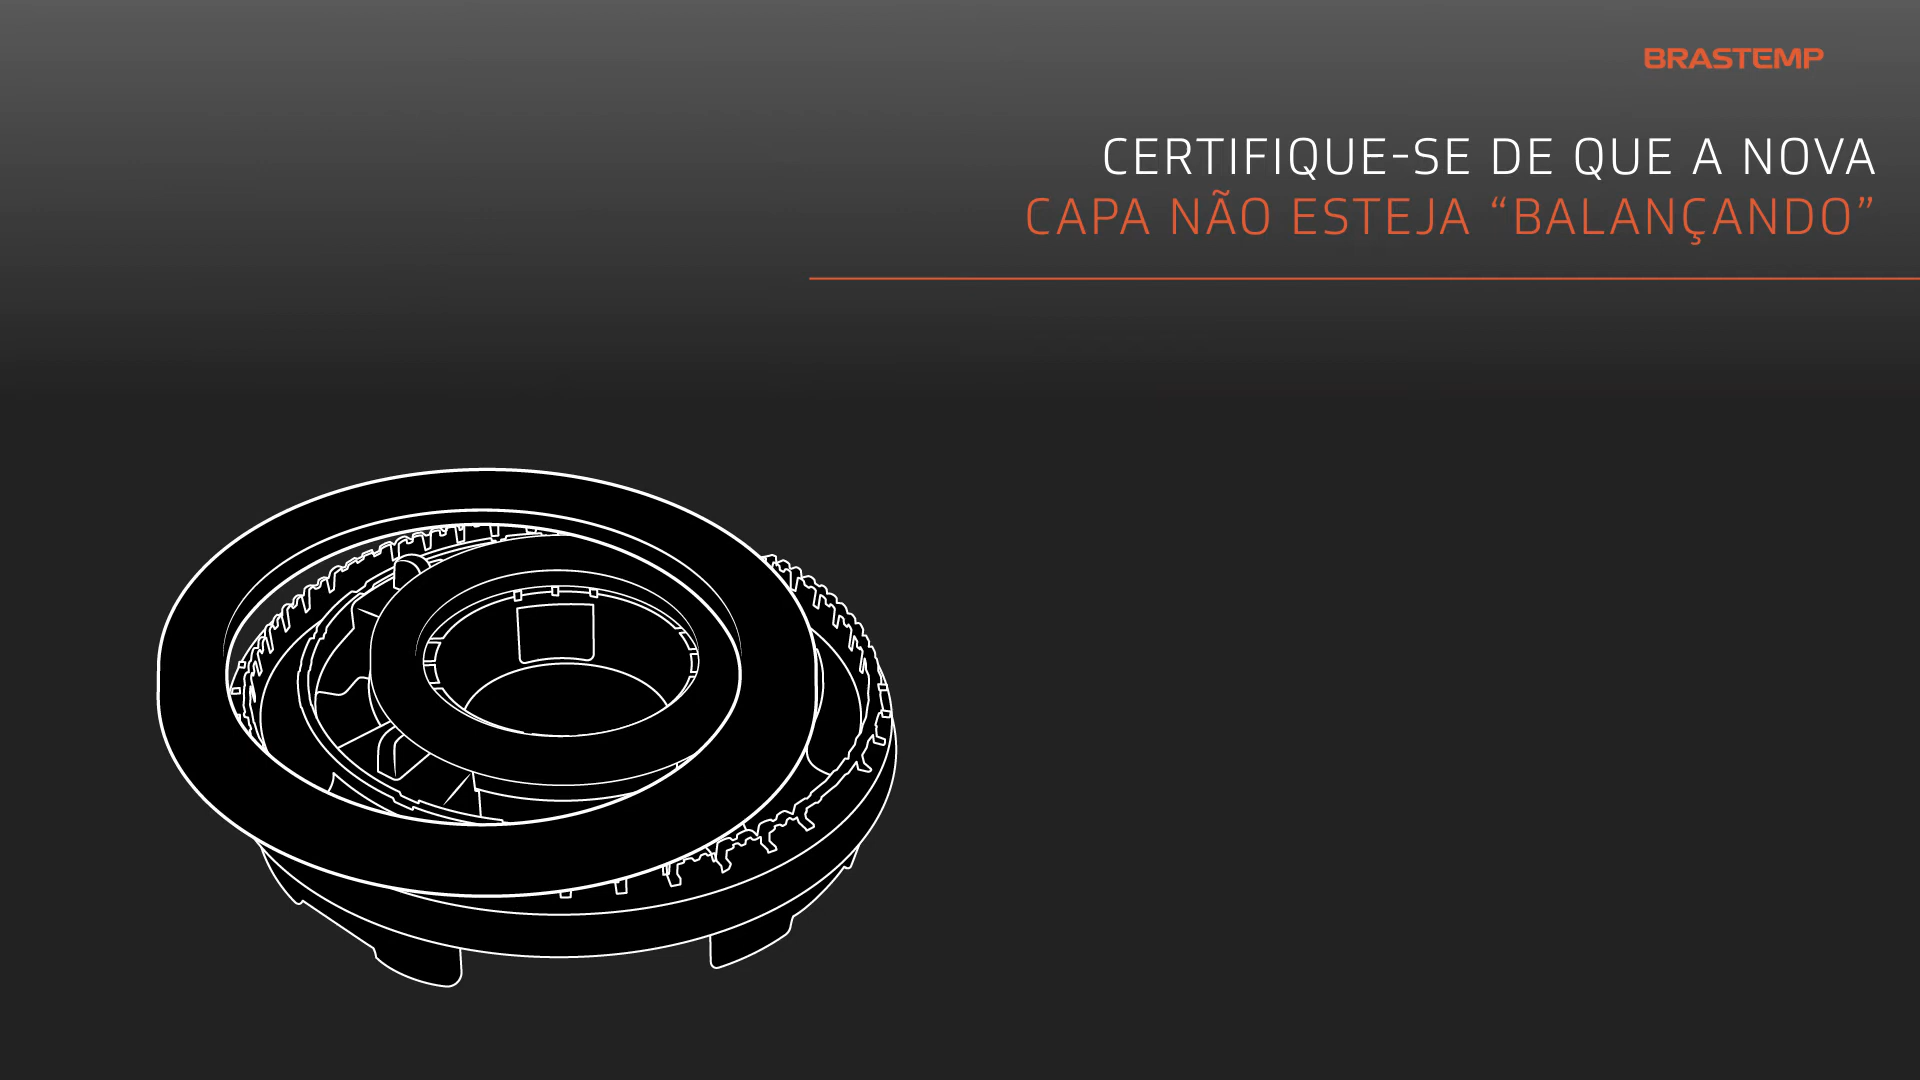 BRASTEMP
CERTIFIQUE-SE DE QUE A NOVA
CAPA NÃO ESTEJA “BALANÇANDO”